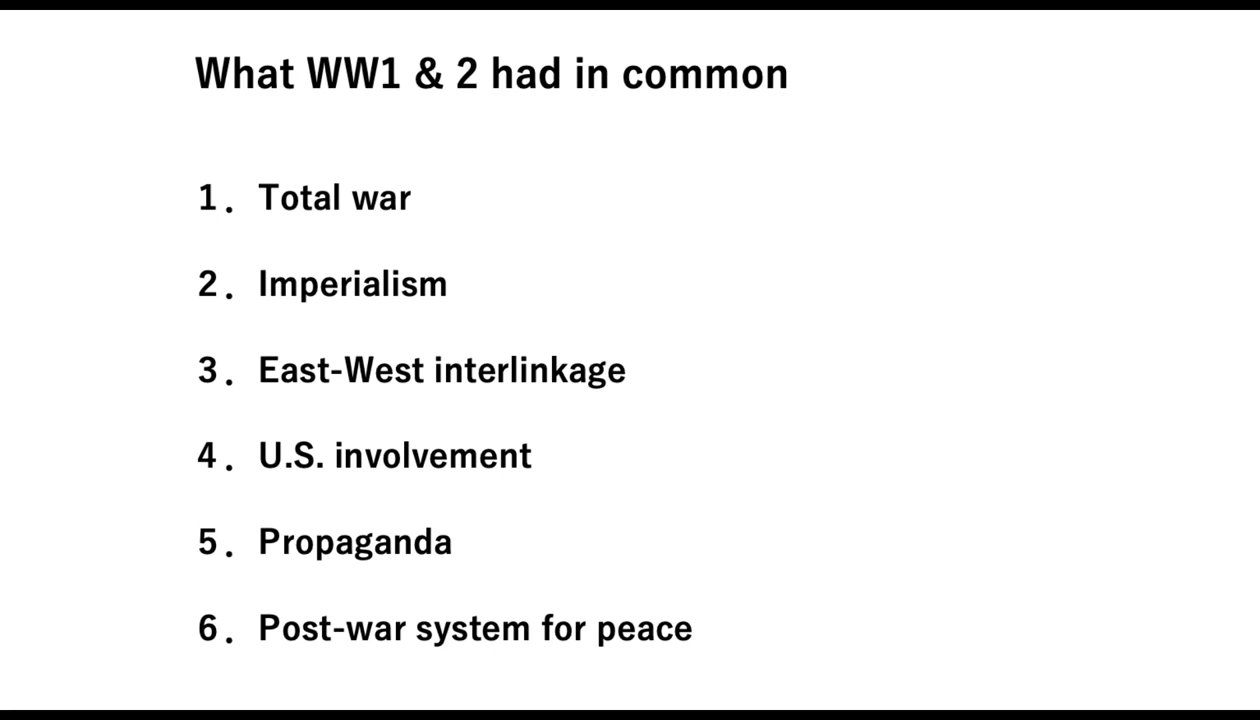 What WW1 & 2 had in common
1. Total war
2. Imperialism
3. East-West interlinkage
4. U.S. involvement
5. Propaganda
6. Post-war system for peace